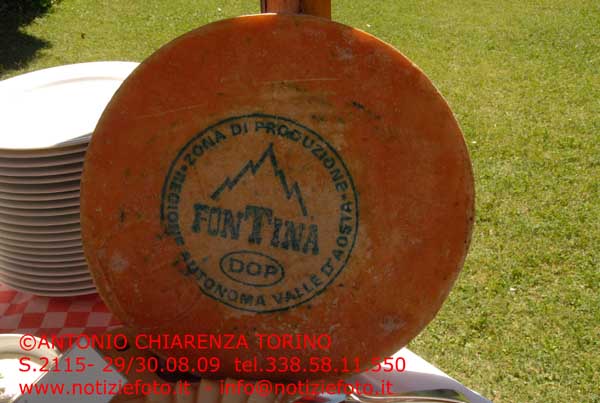 ZONA DI PRODUZIONE
REGIONE AUTONOMA VALLE D'AOSTA
FONTINA
DOP
©ANTONIO CHIARENZA TORINO
S.2115- 29/30.08.09 tel.338.58.11.550
www.notiziefoto.it - info@notiziefoto.it